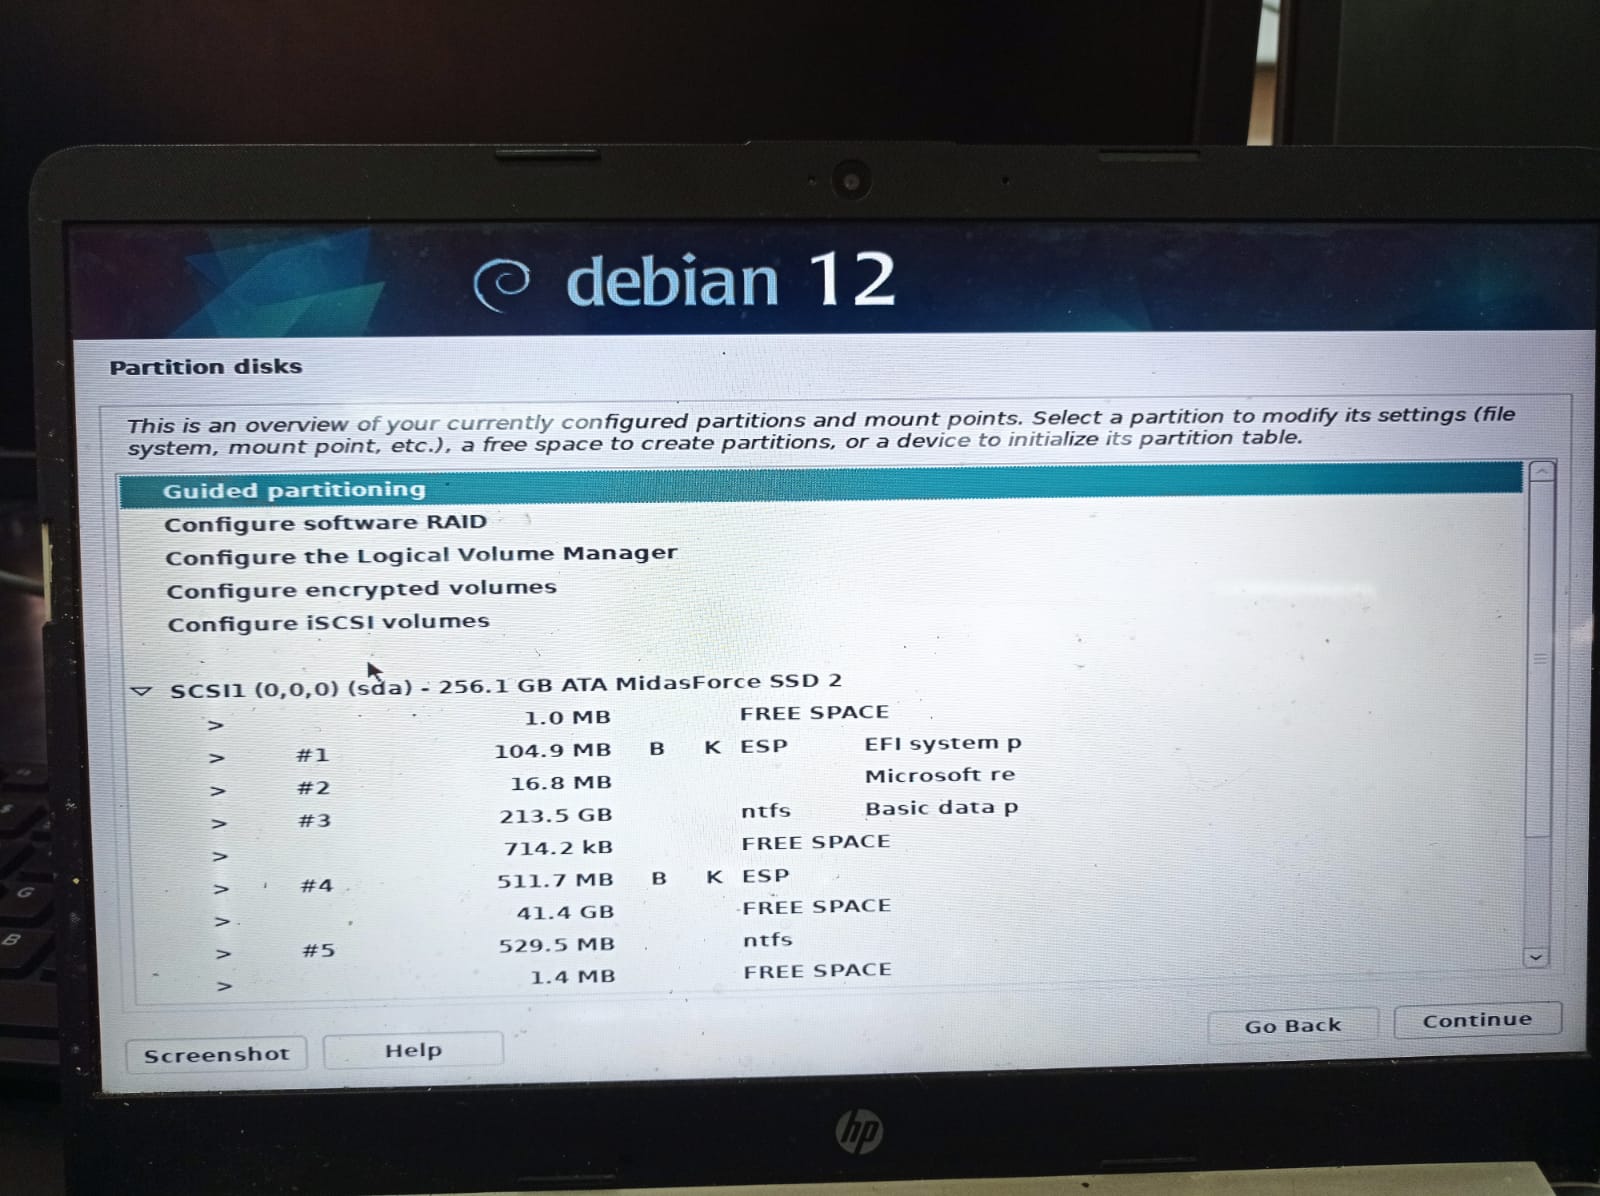 debian 12
Partition disks
This is an overview of your currently configured partitions and mount points. Select a partition to modify its settings (file
system, mount point, etc.), a free space to create partitions, or a device to initialize its partition table.
Guided partitioning
Configure software RAID
Configure the Logical Volume Manager
Configure encrypted volumes
Configure iSCSI volumes
SCSI1 (0,0,0) (sda) - 256.1 GB ATA MidasForce SSD 2
> 1.0 MB FREE SPACE
> #1 104.9 MB B K ESP EFI system p
> #2 16.8 MB Microsoft re
> #3 213.5 GB ntfs Basic data p
> 714.2 kB FREE SPACE
> #4 511.7 MB B K ESP
> 41.4 GB FREE SPACE
> #5 529.5 MB ntfs
> 1.4 MB FREE SPACE
Screenshot Help Go Back Continue
hp
G
B